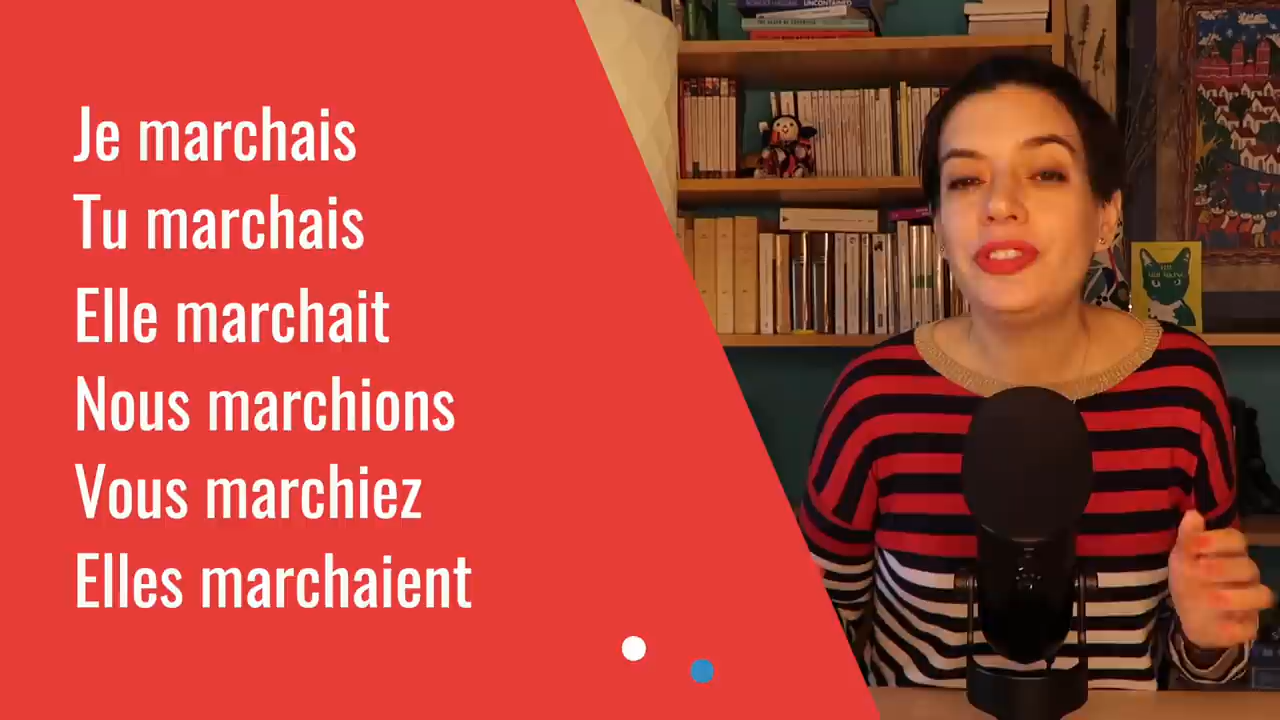 Je marchais
Tu marchais
Elle marchait
Nous marchions
Vous marchiez
Elles marchaient